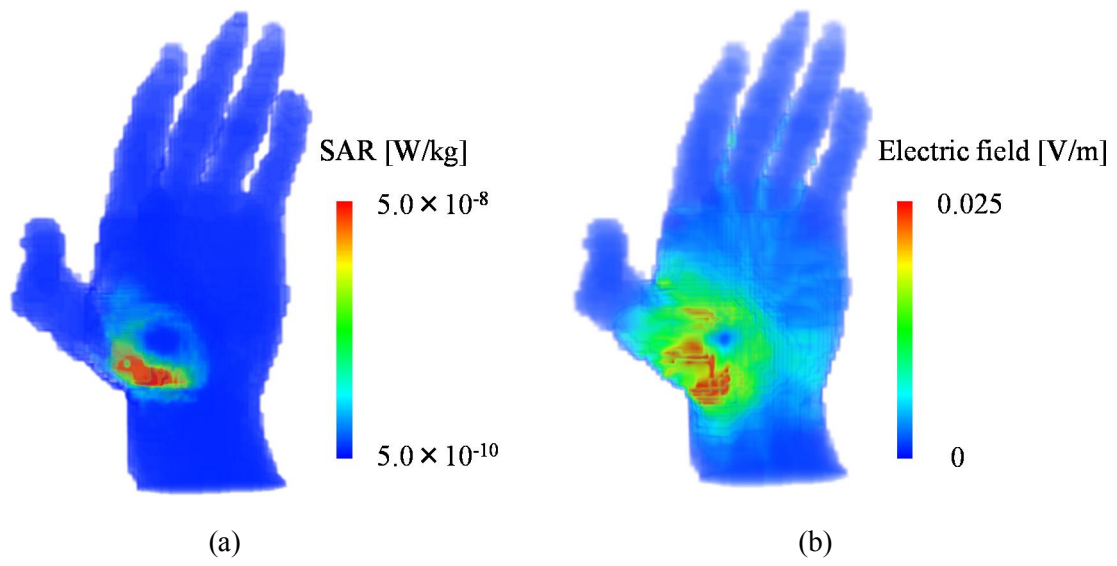 SAR [W/kg]
5.0 × 10⁻⁸
5.0 × 10⁻¹⁰
(a)
Electric field [V/m]
0.025
0
(b)